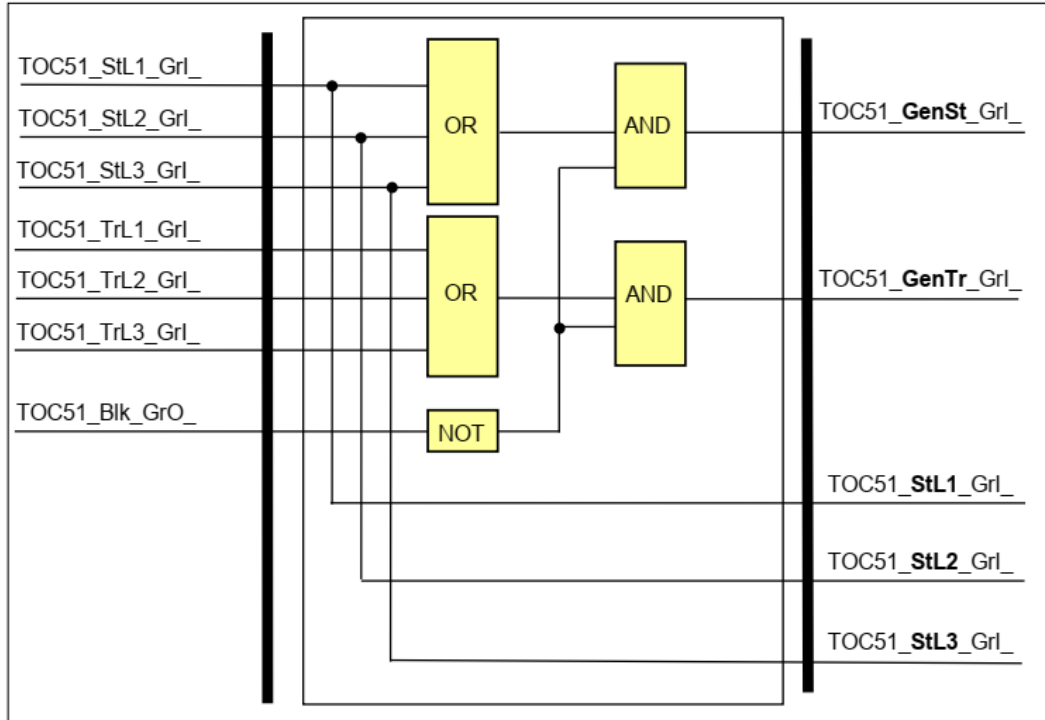 TOC51_StL1_GrI_
TOC51_StL2_GrI_
TOC51_StL3_GrI_
TOC51_TrL1_GrI_
TOC51_TrL2_GrI_
TOC51_TrL3_GrI_
TOC51_Blk_GrO_
OR
OR
NOT
AND
AND
TOC51_GenSt_GrI_
TOC51_GenTr_GrI_
TOC51_StL1_GrI_
TOC51_StL2_GrI_
TOC51_StL3_GrI_